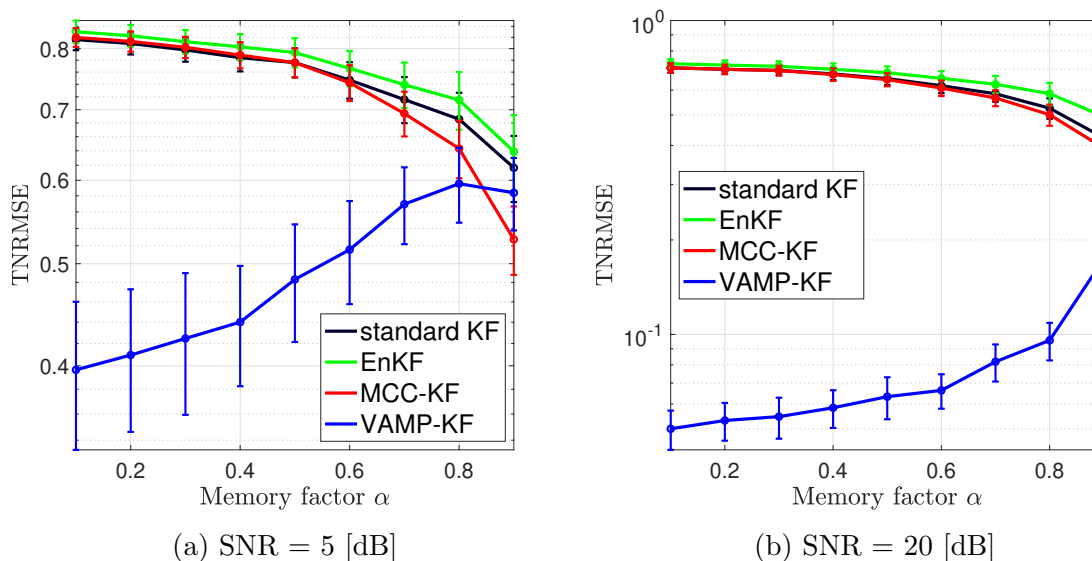 0.8
0.7
0.6
0.5
0.4
TNRMSE
standard KF
EnKF
MCC-KF
VAMP-KF
0.2 0.4 0.6 0.8
Memory factor α
(a) SNR = 5 [dB]
10⁰
10⁻¹
TNRMSE
standard KF
EnKF
MCC-KF
VAMP-KF
0.2 0.4 0.6 0.8
Memory factor α
(b) SNR = 20 [dB]